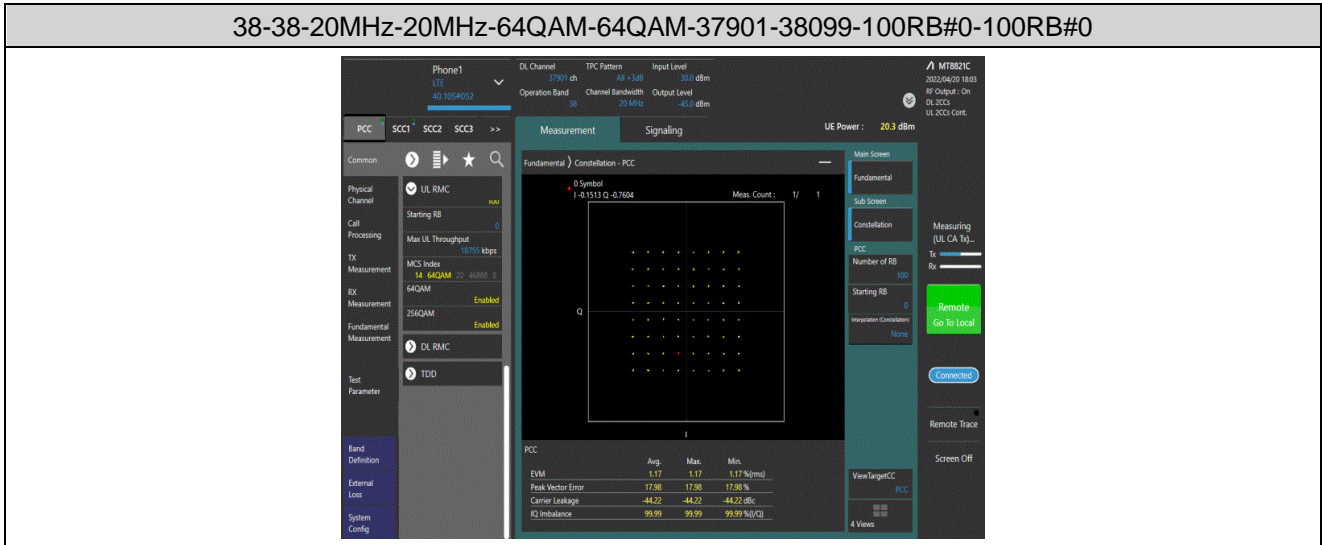 38-38-20MHz-20MHz-64QAM-64QAM-37901-38099-100RB#0-100RB#0
Phone1
LTE
40.10S#052
DL Channel TPC Pattern Input Level
37901 ch All +3dB 30.0 dBm
Operation Band Channel Bandwidth Output Level
38 20 MHz -45.0 dBm
MT8821C
2022/04/20 18:03
RF Output : On
DL 2CCs
UL 2CCs Cont.
PCC SCC1 SCC2 SCC3 >>
Measurement Signaling
UE Power : 20.3 dBm
Common
Physical
Channel
Call
Processing
TX
Measurement
RX
Measurement
Fundamental
Measurement
Test
Parameter
Band
Definition
External
Loss
System
Config
UL RMC
100
Starting RB
0
Max UL Throughput
18755 kbps
MCS Index
14 64QAM 20 46888 8
64QAM
Enabled
256QAM
Enabled
DL RMC
TDD
Fundamental 〉 Constellation - PCC
0 Symbol
I -0.1513 Q -0.7604 Meas. Count : 1/ 1
Q
I
PCC
Avg. Max. Min.
EVM 1.17 1.17 1.17 %(rms)
Peak Vector Error 17.98 17.98 17.98 %
Carrier Leakage -44.22 -44.22 -44.22 dBc
IQ Imbalance 99.99 99.99 99.99 %(I/Q)
Main Screen
Fundamental
Sub Screen
Constellation
PCC
Number of RB
100
Starting RB
0
Interpolation (Constellation)
None
ViewTargetCC
PCC
4 Views
Measuring
(UL CA Tx)...
Tx
Rx
Remote
Go To Local
Connected
Remote Trace
Screen Off